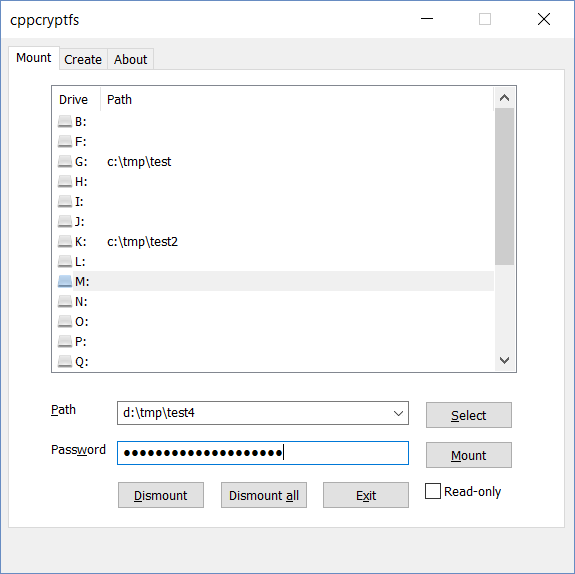 cppcryptfs
Mount Create About
Drive Path
B:
F:
G: c:\tmp\test
H:
I:
J:
K: c:\tmp\test2
L:
M:
N:
O:
P:
Q:
Path d:\tmp\test4 Select
Password ●●●●●●●●●●●●●●●●●●●● Mount
Dismount Dismount all Exit Read-only